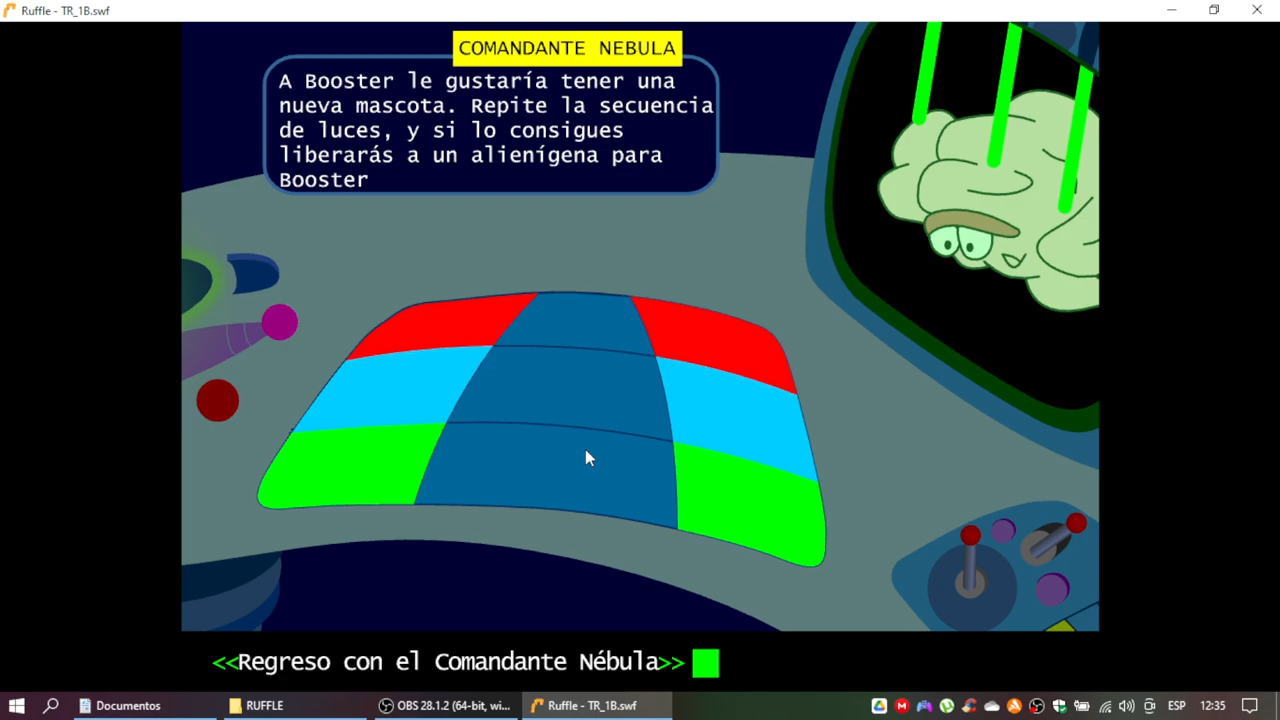 Ruffle - TR_1B.swf
COMANDANTE NEBULA
A Booster le gustaría tener una
nueva mascota. Repite la secuencia
de luces, y si lo consigues
liberarás a un alienígena para
Booster
<<Regreso con el Comandante Nébula>>
Documentos
RUFFLE
OBS 28.1.2 (64-bit, wi...
Ruffle - TR_1B.swf
ESP
12:35